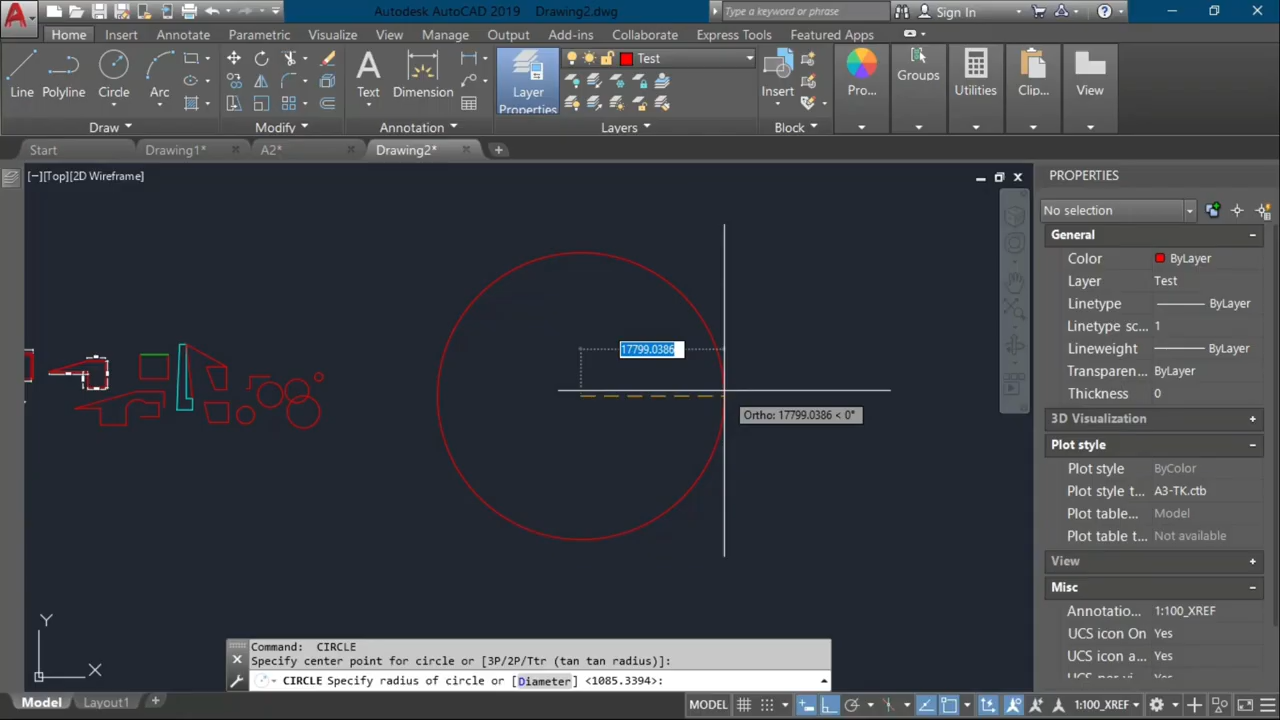 Autodesk AutoCAD 2019 Drawing2.dwg
Type a keyword or phrase
Sign In
Home Insert Annotate Parametric Visualize View Manage Output Add-ins Collaborate Express Tools Featured Apps
Test
Line Polyline Circle Arc
Text Dimension
Layer
Properties
Insert
Pro...
Groups
Utilities
Clip...
View
Draw Modify Annotation Layers Block
Start Drawing1* A2* Drawing2*
[−][Top][2D Wireframe]
17799.0386
Ortho: 17799.0386 < 0°
Y
X
Command: CIRCLE
Specify center point for circle or [3P/2P/Ttr (tan tan radius)]:
CIRCLE Specify radius of circle or [Diameter] <1085.3394>:
PROPERTIES
No selection
General
Color ByLayer
Layer Test
Linetype ByLayer
Linetype sc... 1
Lineweight ByLayer
Transparen... ByLayer
Thickness 0
3D Visualization
Plot style
Plot style ByColor
Plot style t... A3-TK.ctb
Plot table... Model
Plot table t... Not available
View
Misc
Annotatio... 1:100_XREF
UCS icon On Yes
UCS icon a... Yes
Model Layout1
MODEL
1:100_XREF